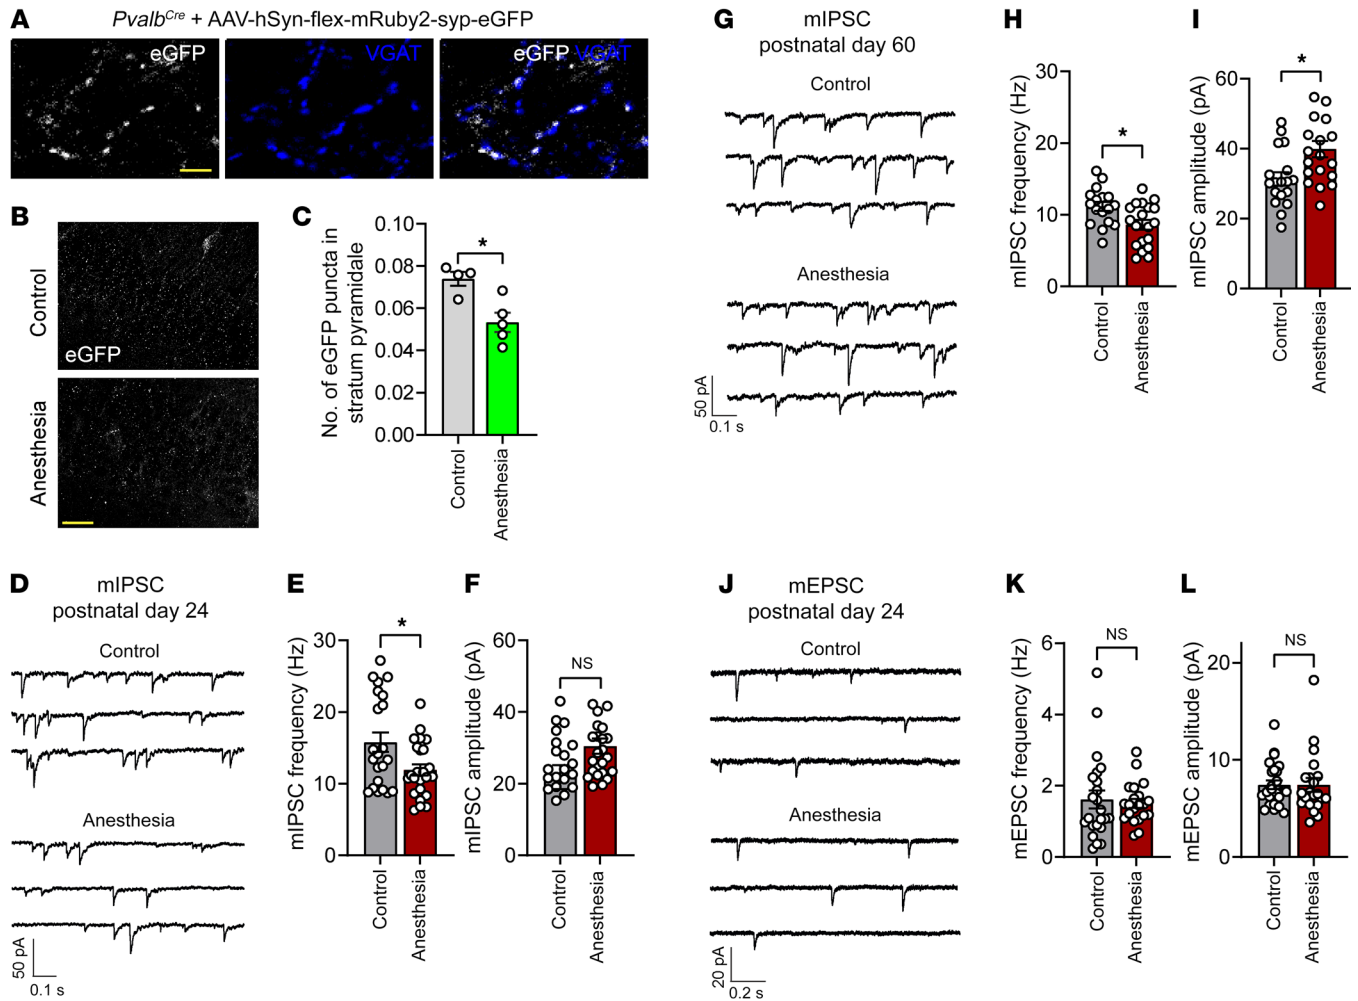 A
Pvalb^Cre + AAV-hSyn-flex-mRuby2-syp-eGFP
eGFP
VGAT
eGFP VGAT
B
Control
eGFP
Anesthesia
C
No. of eGFP puncta in
stratum pyramidale
0.10
0.08
0.06
0.04
0.02
0.00
*
Control
Anesthesia
D
mIPSC
postnatal day 24
Control
Anesthesia
50 pA
0.1 s
E
mIPSC frequency (Hz)
30
20
10
0
*
Control
Anesthesia
F
mIPSC amplitude (pA)
60
40
20
0
NS
Control
Anesthesia
G
mIPSC
postnatal day 60
Control
Anesthesia
50 pA
0.1 s
H
mIPSC frequency (Hz)
30
20
10
0
*
Control
Anesthesia
I
mIPSC amplitude (pA)
60
40
20
0
*
Control
Anesthesia
J
mEPSC
postnatal day 24
Control
Anesthesia
20 pA
0.2 s
K
mEPSC frequency (Hz)
6
4
2
0
NS
Control
Anesthesia
L
mEPSC amplitude (pA)
20
10
0
NS
Control
Anesthesia